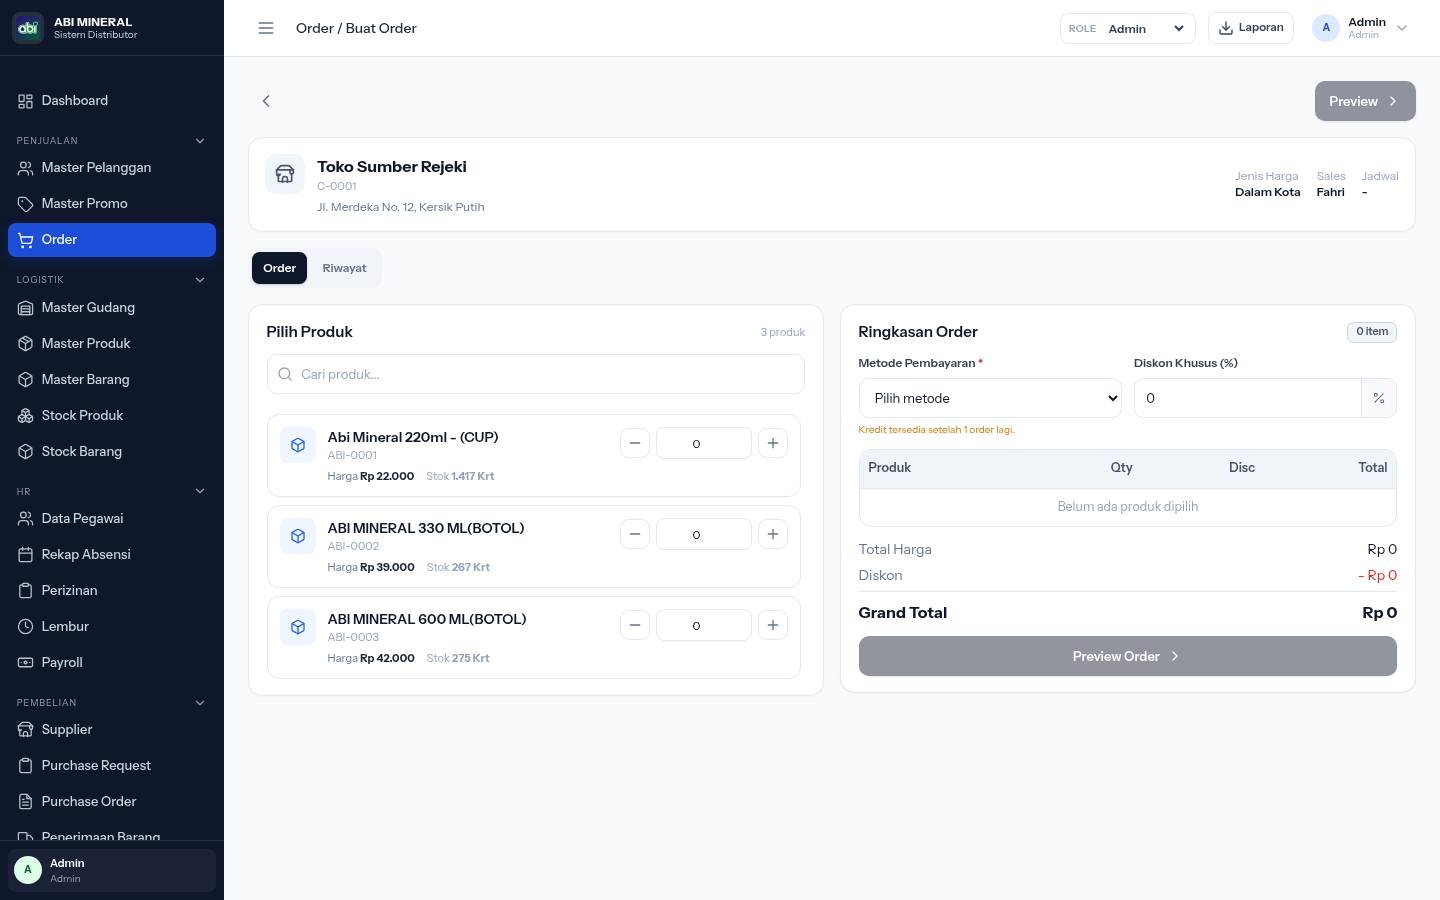 abi
ABI MINERAL
Sistem Distributor
Dashboard
PENJUALAN
Master Pelanggan
Master Promo
Order
LOGISTIK
Master Gudang
Master Produk
Master Barang
Stock Produk
Stock Barang
HR
Data Pegawai
Rekap Absensi
Perizinan
Lembur
Payroll
PEMBELIAN
Supplier
Purchase Request
Purchase Order
Penerimaan Barang
A
Admin
Admin
Order / Buat Order
ROLE Admin
Laporan
A
Admin
Admin
Preview
Toko Sumber Rejeki
C-0001
Jl. Merdeka No. 12, Kersik Putih
Jenis Harga Sales Jadwal
Dalam Kota Fahri -
Order Riwayat
Pilih Produk
3 produk
Cari produk...
Abi Mineral 220ml - (CUP)
ABI-0001
Harga Rp 22.000 Stok 1.417 Krt
0
ABI MINERAL 330 ML(BOTOL)
ABI-0002
Harga Rp 39.000 Stok 267 Krt
0
ABI MINERAL 600 ML(BOTOL)
ABI-0003
Harga Rp 42.000 Stok 275 Krt
0
Ringkasan Order
0 item
Metode Pembayaran * Diskon Khusus (%)
Pilih metode 0 %
Kredit tersedia setelah 1 order lagi.
Produk Qty Disc Total
Belum ada produk dipilih
Total Harga Rp 0
Diskon - Rp 0
Grand Total Rp 0
Preview Order